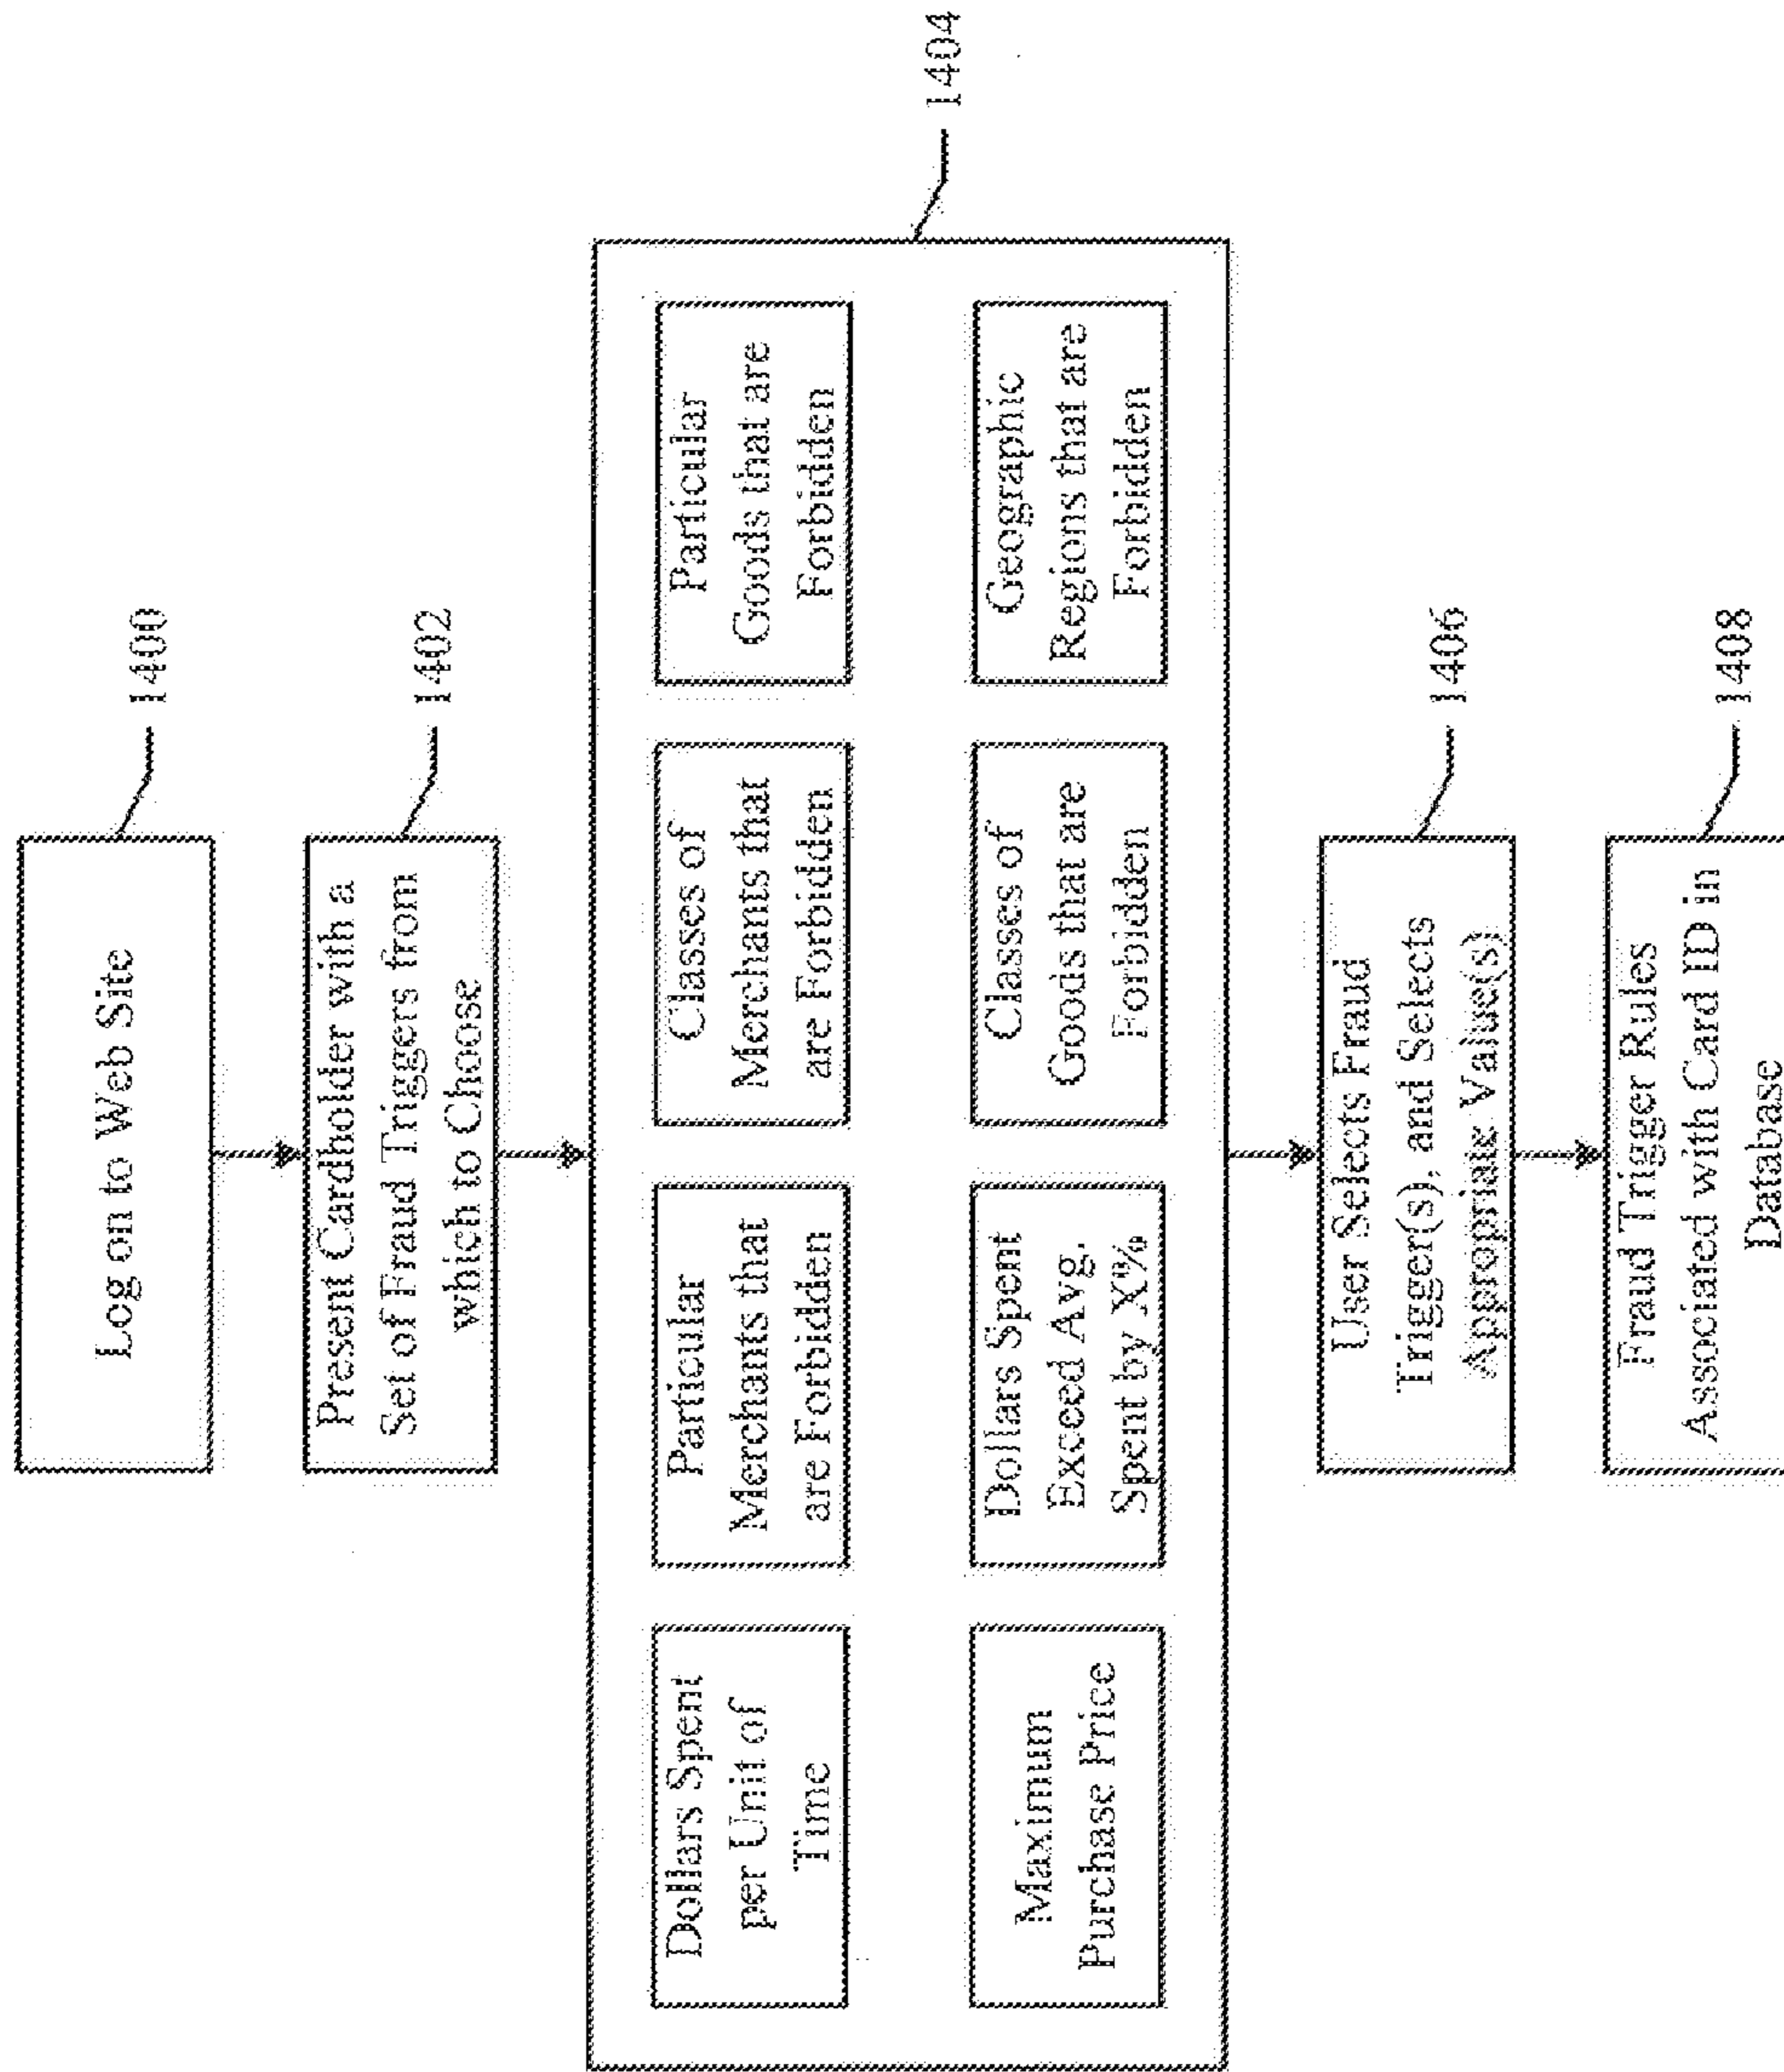 Log on to Web Site
1400
Present Cardholder with a
Set of Fraud Triggers from
which to Choose
1402
1404
Dollars Spent
per Unit of
Time
Particular
Merchants that
are Forbidden
Classes of
Merchants that
are Forbidden
Particular
Goods that are
Forbidden
Maximum
Purchase Price
Dollars Spent
Exceed Avg.
Spent by X%
Classes of
Goods that are
Forbidden
Geographic
Regions that are
Forbidden
User Selects Fraud
Trigger(s), and Selects
Appropriate Value(s)
1406
Fraud Trigger Rules
Associated with Card ID in
Database
1408